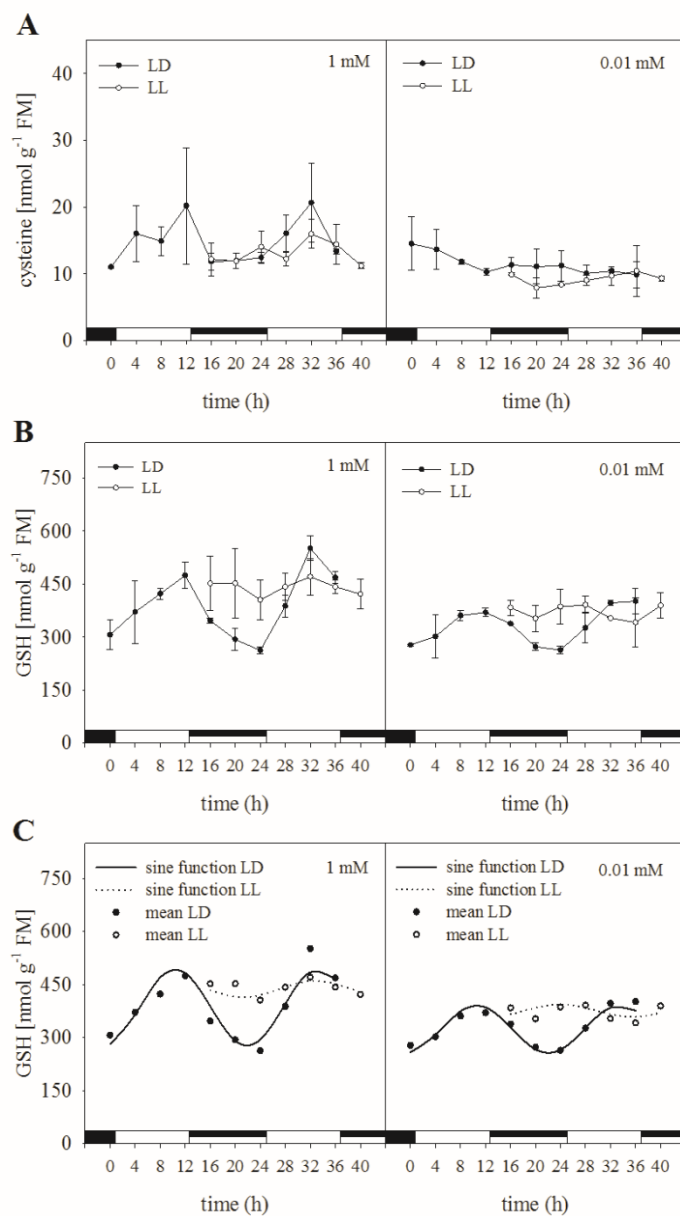 A
LD
LL
1 mM
LD
LL
0.01 mM
cysteine [nmol g⁻¹ FM]
40
30
20
10
0
0 4 8 12 16 20 24 28 32 36 40
0 4 8 12 16 20 24 28 32 36 40
time (h)
time (h)
B
LD
LL
1 mM
LD
LL
0.01 mM
GSH [nmol g⁻¹ FM]
750
600
450
300
150
0
0 4 8 12 16 20 24 28 32 36 40
0 4 8 12 16 20 24 28 32 36 40
time (h)
time (h)
C
sine function LD
sine function LL
mean LD
mean LL
1 mM
sine function LD
sine function LL
mean LD
mean LL
0.01 mM
GSH [nmol g⁻¹ FM]
750
600
450
300
150
0
0 4 8 12 16 20 24 28 32 36 40
0 4 8 12 16 20 24 28 32 36 40
time (h)
time (h)